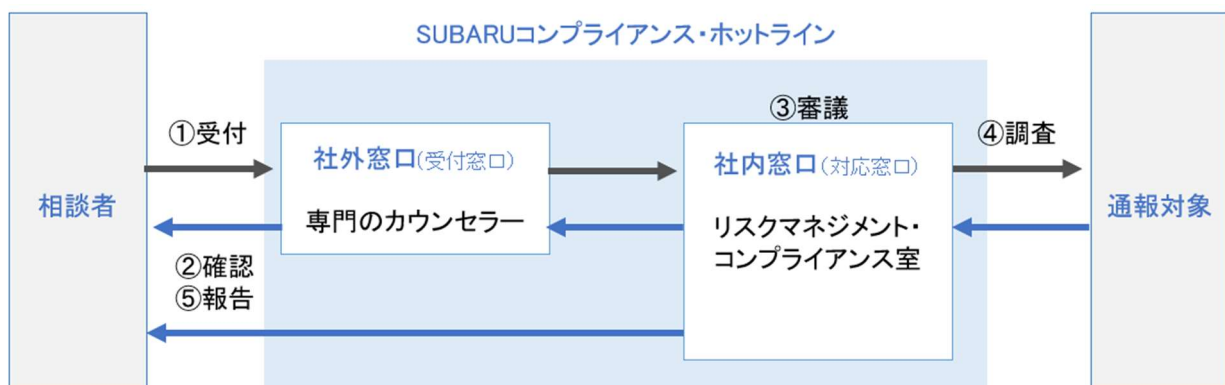 SUBARUコンプライアンス・ホットライン
相談者
①受付
社外窓口(受付窓口)
専門のカウンセラー
②確認
⑤報告
③審議
社内窓口(対応窓口)
リスクマネジメント・
コンプライアンス室
④調査
通報対象